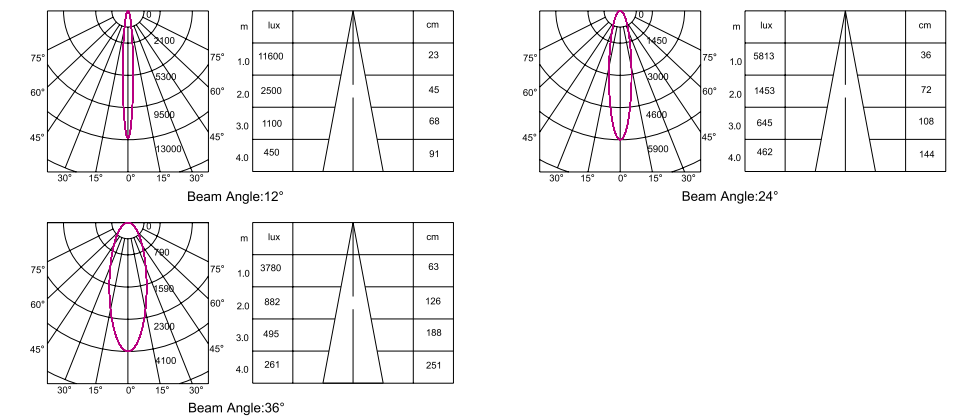 0
2100
5300
9500
13000
75° 75°
60° 60°
45° 45°
30° 15° 0° 15° 30°
m lux cm
1.0 11600 23
2.0 2500 45
3.0 1100 68
4.0 450 91
Beam Angle:12°
0
1450
3000
4600
5900
75° 75°
60° 60°
45° 45°
30° 15° 0° 15° 30°
m lux cm
1.0 5813 36
2.0 1453 72
3.0 645 108
4.0 462 144
Beam Angle:24°
0
790
1590
2300
4100
75° 75°
60° 60°
45° 45°
30° 15° 0° 15° 30°
m lux cm
1.0 3780 63
2.0 882 126
3.0 495 188
4.0 261 251
Beam Angle:36°